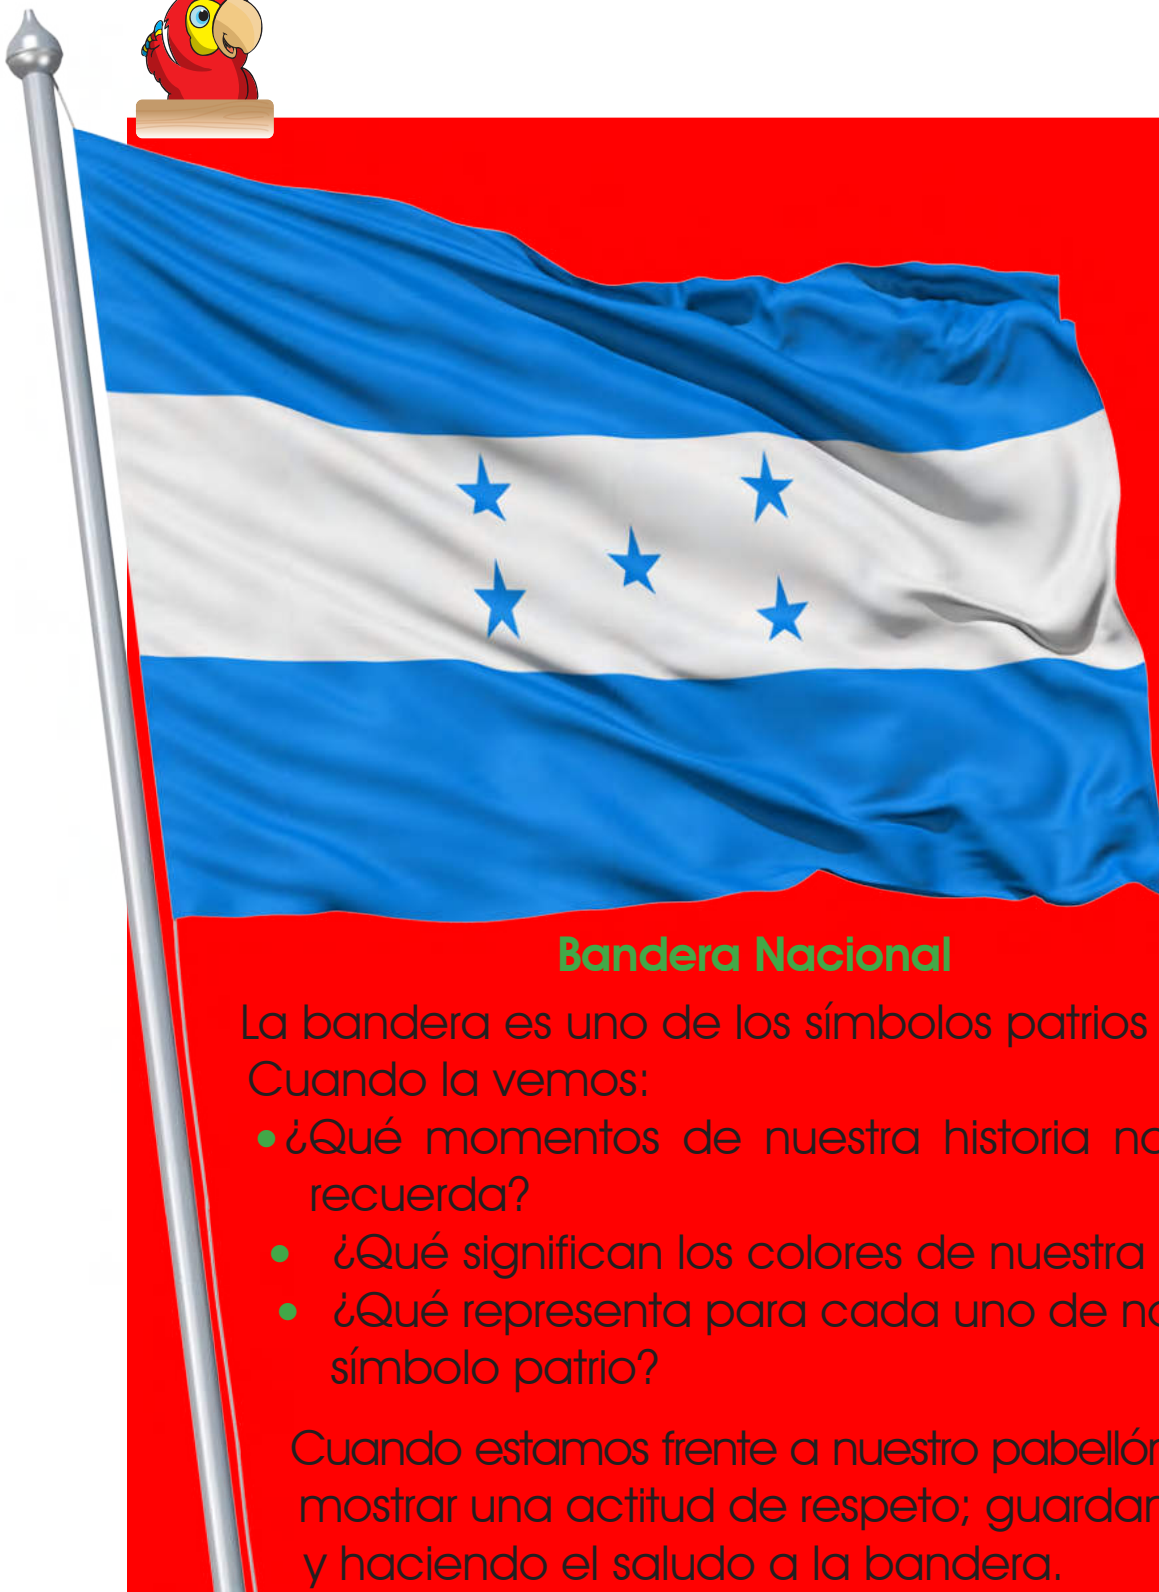 Bandera Nacional
La bandera es uno de los símbolos patrios
Cuando la vemos:
¿Qué momentos de nuestra historia
recuerda?
¿Qué significan los colores de nuestra
¿Qué representa para cada uno de
símbolo patrio?
Cuando estamos frente a nuestro pabellón
mostrar una actitud de respeto;
y haciendo el saludo a la bandera.